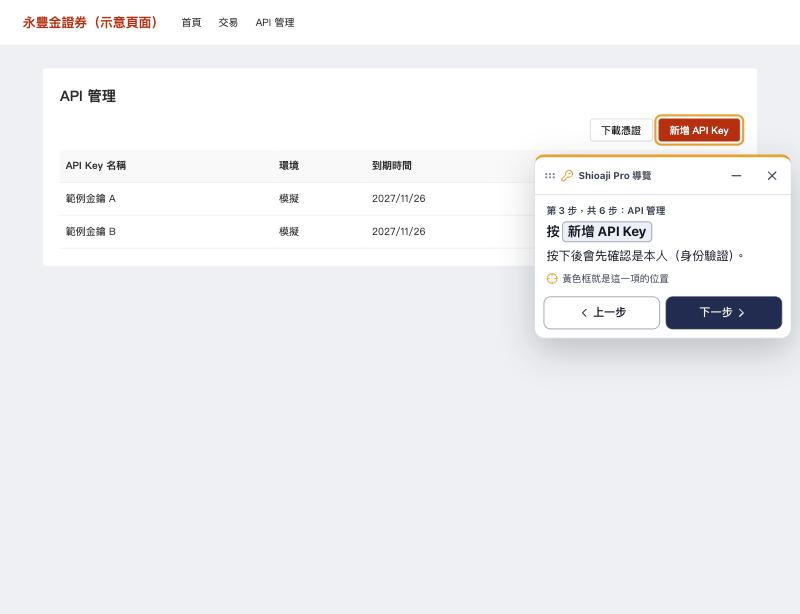 永豐金證券（示意頁面） 首頁 交易 API 管理
API 管理
下載憑證 新增 API Key
API Key 名稱 環境 到期時間
範例金鑰 A 模擬 2027/11/26
範例金鑰 B 模擬 2027/11/26
Shioaji Pro 導覽
第 3 步，共 6 步：API 管理
按 新增 API Key
按下後會先確認是本人（身份驗證）。
黃色框就是這一項的位置
上一步 下一步